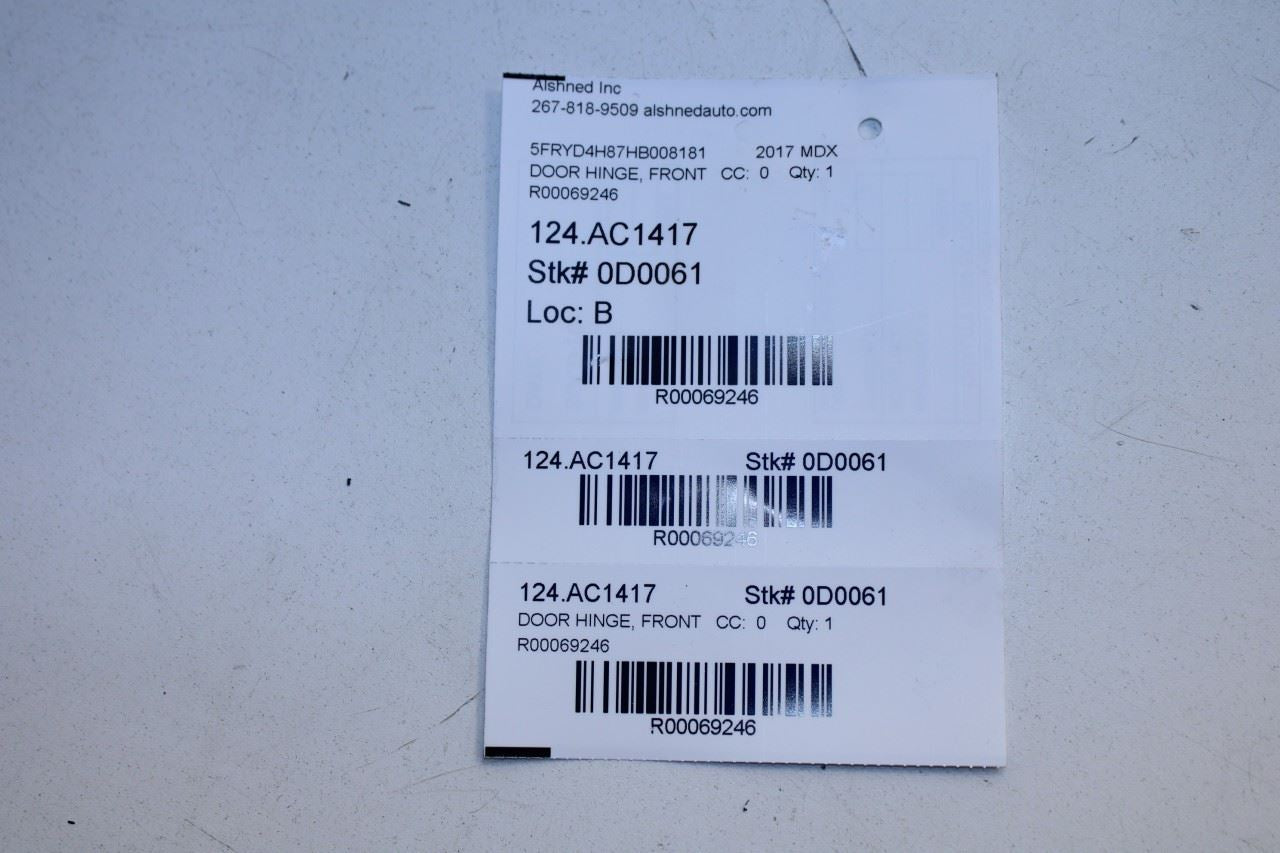 Alshned Inc
267-818-9509 alshnedauto.com
5FRYD4H87HB008181 2017 MDX
DOOR HINGE, FRONT CC: 0 Qty: 1
R00069246
124.AC1417
Stk# 0D0061
Loc: B
R00069246
124.AC1417 Stk# 0D0061
R00069246
124.AC1417 Stk# 0D0061
DOOR HINGE, FRONT CC: 0 Qty: 1
R00069246
R00069246